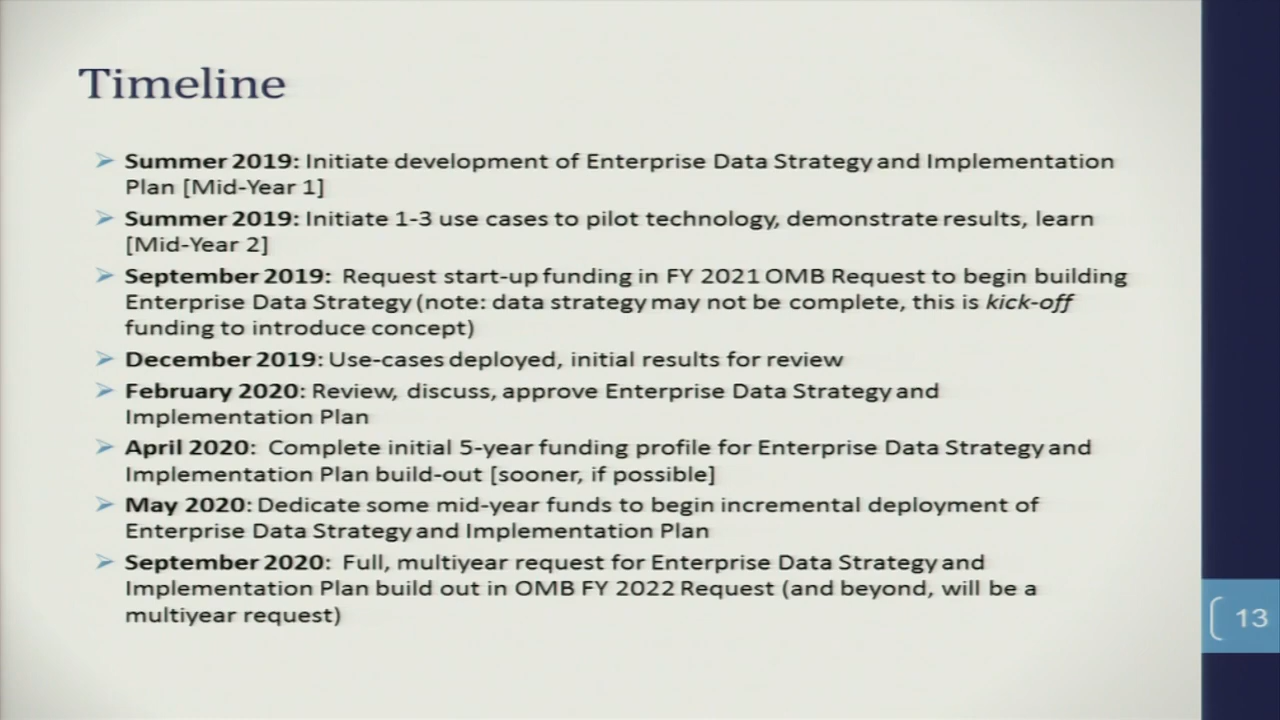 Timeline
➢ Summer 2019: Initiate development of Enterprise Data Strategy and Implementation
Plan [Mid-Year 1]
➢ Summer 2019: Initiate 1-3 use cases to pilot technology, demonstrate results, learn
[Mid-Year 2]
➢ September 2019: Request start-up funding in FY 2021 OMB Request to begin building
Enterprise Data Strategy (note: data strategy may not be complete, this is kick-off
funding to introduce concept)
➢ December 2019: Use-cases deployed, initial results for review
➢ February 2020: Review, discuss, approve Enterprise Data Strategy and
Implementation Plan
➢ April 2020: Complete initial 5-year funding profile for Enterprise Data Strategy and
Implementation Plan build-out [sooner, if possible]
➢ May 2020: Dedicate some mid-year funds to begin incremental deployment of
Enterprise Data Strategy and Implementation Plan
➢ September 2020: Full, multiyear request for Enterprise Data Strategy and
Implementation Plan build out in OMB FY 2022 Request (and beyond, will be a
multiyear request)
13